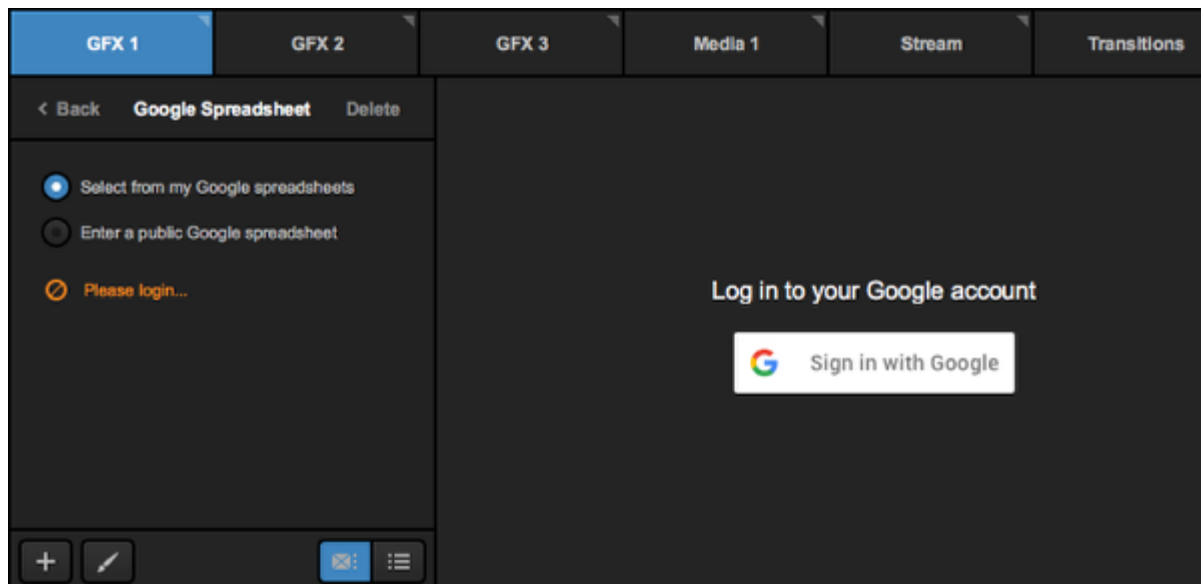 GFX 1
GFX 2
GFX 3
Media 1
Stream
Transitions
< Back
Google Spreadsheet
Delete
Select from my Google spreadsheets
Enter a public Google spreadsheet
Please login...
Log in to your Google account
Sign in with Google